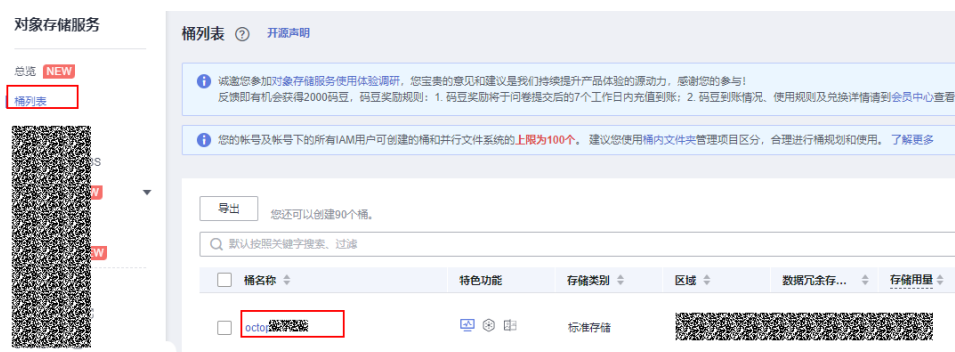 对象存储服务
总览 NEW
桶列表
桶列表 开源声明
诚邀您参加对象存储服务使用体验调研，您宝贵的意见和建议是我们持续提升产品体验的源动力，感谢您的参与！
反馈即有机会获得2000码豆，码豆奖励规则：1. 码豆奖励将于问卷提交后的7个工作日内充值到账；2. 码豆到账情况、使用规则及兑换详情请到会员中心查看
您的帐号及帐号下的所有IAM用户可创建的桶和并行文件系统的上限为100个。 建议您使用桶内文件夹管理项目区分，合理进行桶规划和使用。 了解更多
导出 您还可以创建90个桶。
默认按照关键字搜索、过滤
桶名称 特色功能 存储类别 区域 数据冗余存... 存储用量
octop 标准存储